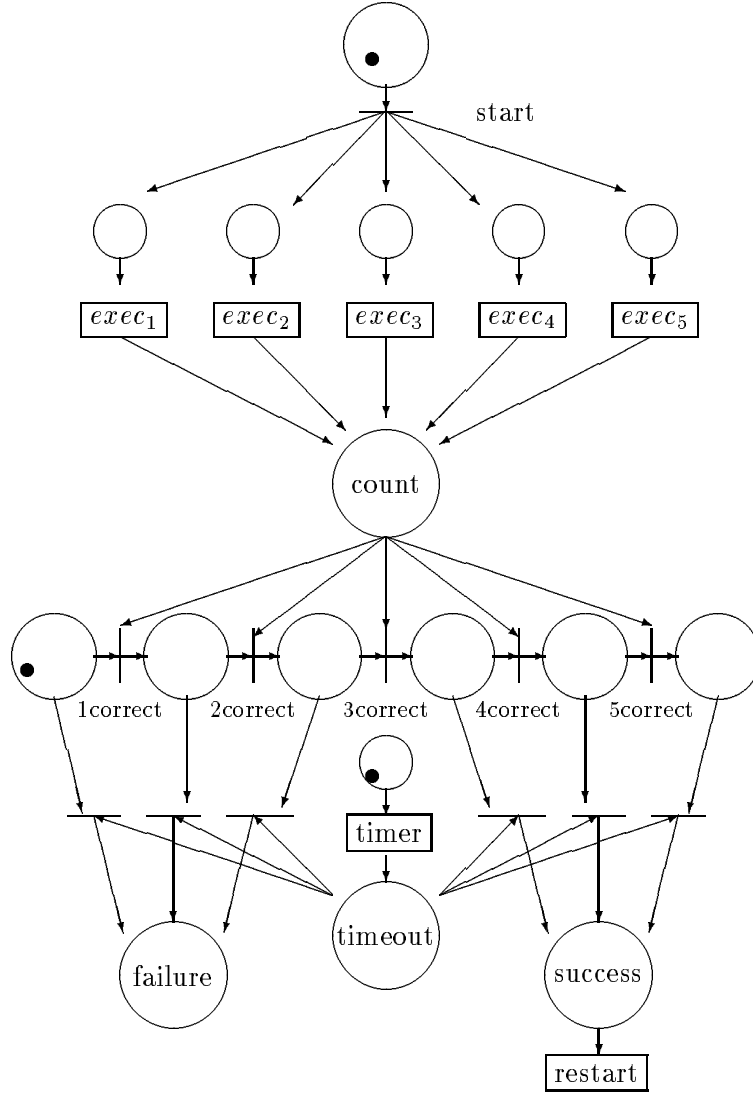 start
exec₁ exec₂ exec₃ exec₄ exec₅
count
1correct 2correct 3correct 4correct 5correct
timer
timeout
failure success
restart